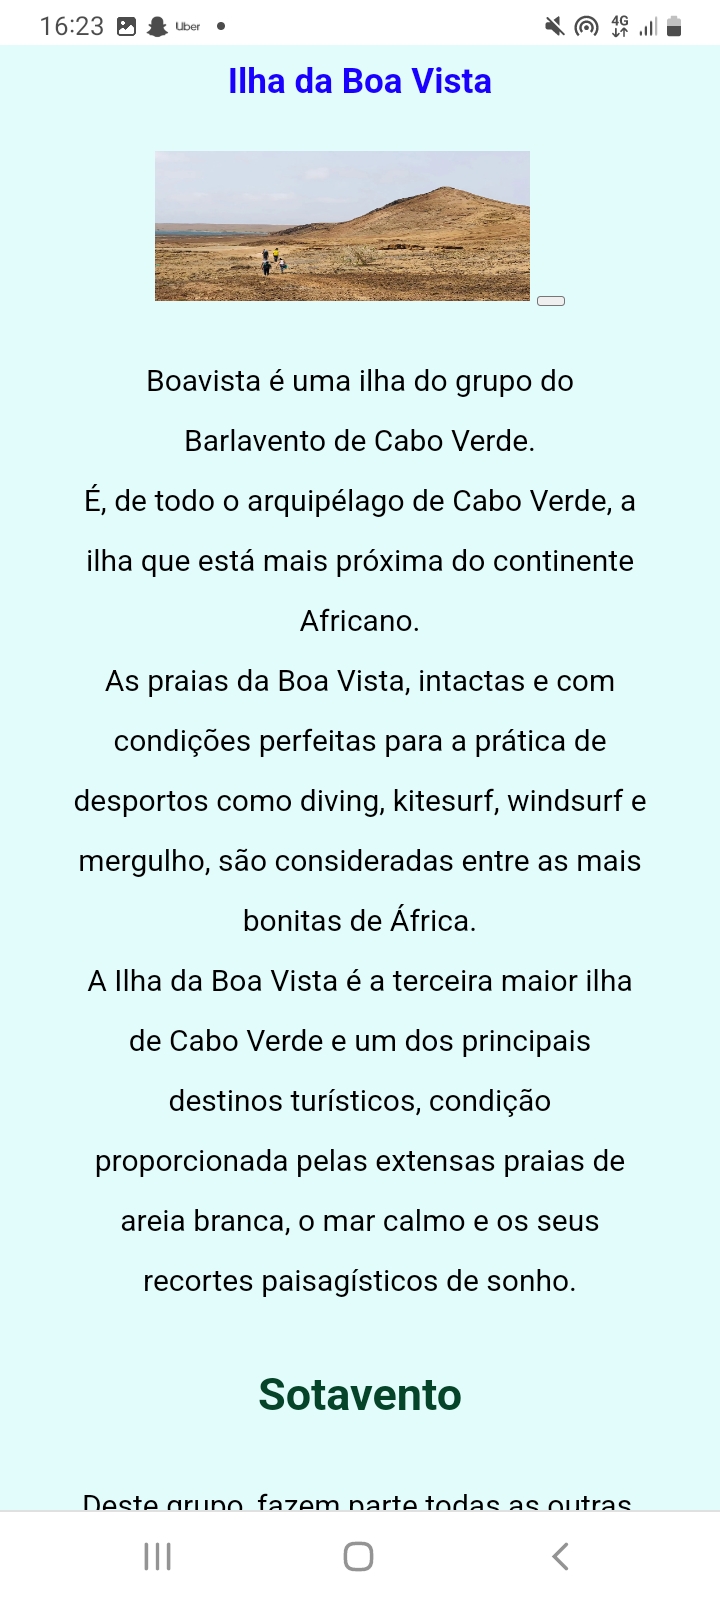 16:23 Uber 4G
Ilha da Boa Vista
Boavista é uma ilha do grupo do
Barlavento de Cabo Verde.
É, de todo o arquipélago de Cabo Verde, a
ilha que está mais próxima do continente
Africano.
As praias da Boa Vista, intactas e com
condições perfeitas para a prática de
desportos como diving, kitesurf, windsurf e
mergulho, são consideradas entre as mais
bonitas de África.
A Ilha da Boa Vista é a terceira maior ilha
de Cabo Verde e um dos principais
destinos turísticos, condição
proporcionada pelas extensas praias de
areia branca, o mar calmo e os seus
recortes paisagísticos de sonho.
Sotavento
Deste grupo, fazem parte todas as outras